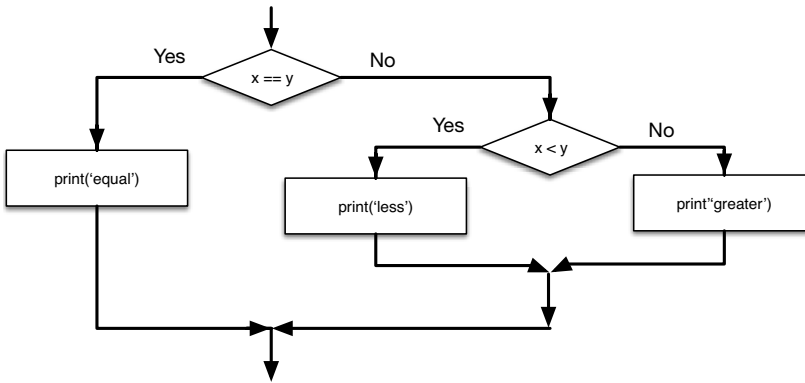 Yes
x == y
No
Yes
x < y
No
print(‘equal’)
print(‘less’)
print’‘greater’)